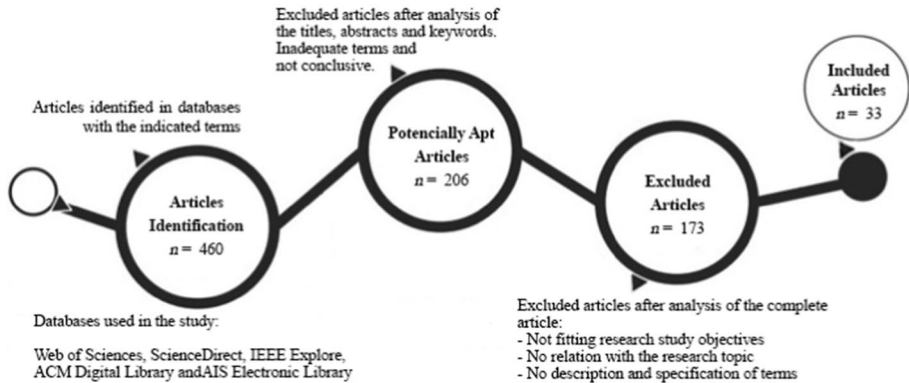 Articles identified in databases
with the indicated terms
Articles
Identification
n = 460
Databases used in the study:
Web of Sciences, ScienceDirect, IEEE Explore,
ACM Digital Library andAIS Electronic Library
Excluded articles after analysis of
the titles, abstracts and keywords.
Inadequate terms and
not conclusive.
Potencially Apt
Articles
n = 206
Excluded
Articles
n = 173
Excluded articles after analysis of the complete
article:
- Not fitting research study objectives
- No relation with the research topic
- No description and specification of terms
Included
Articles
n = 33